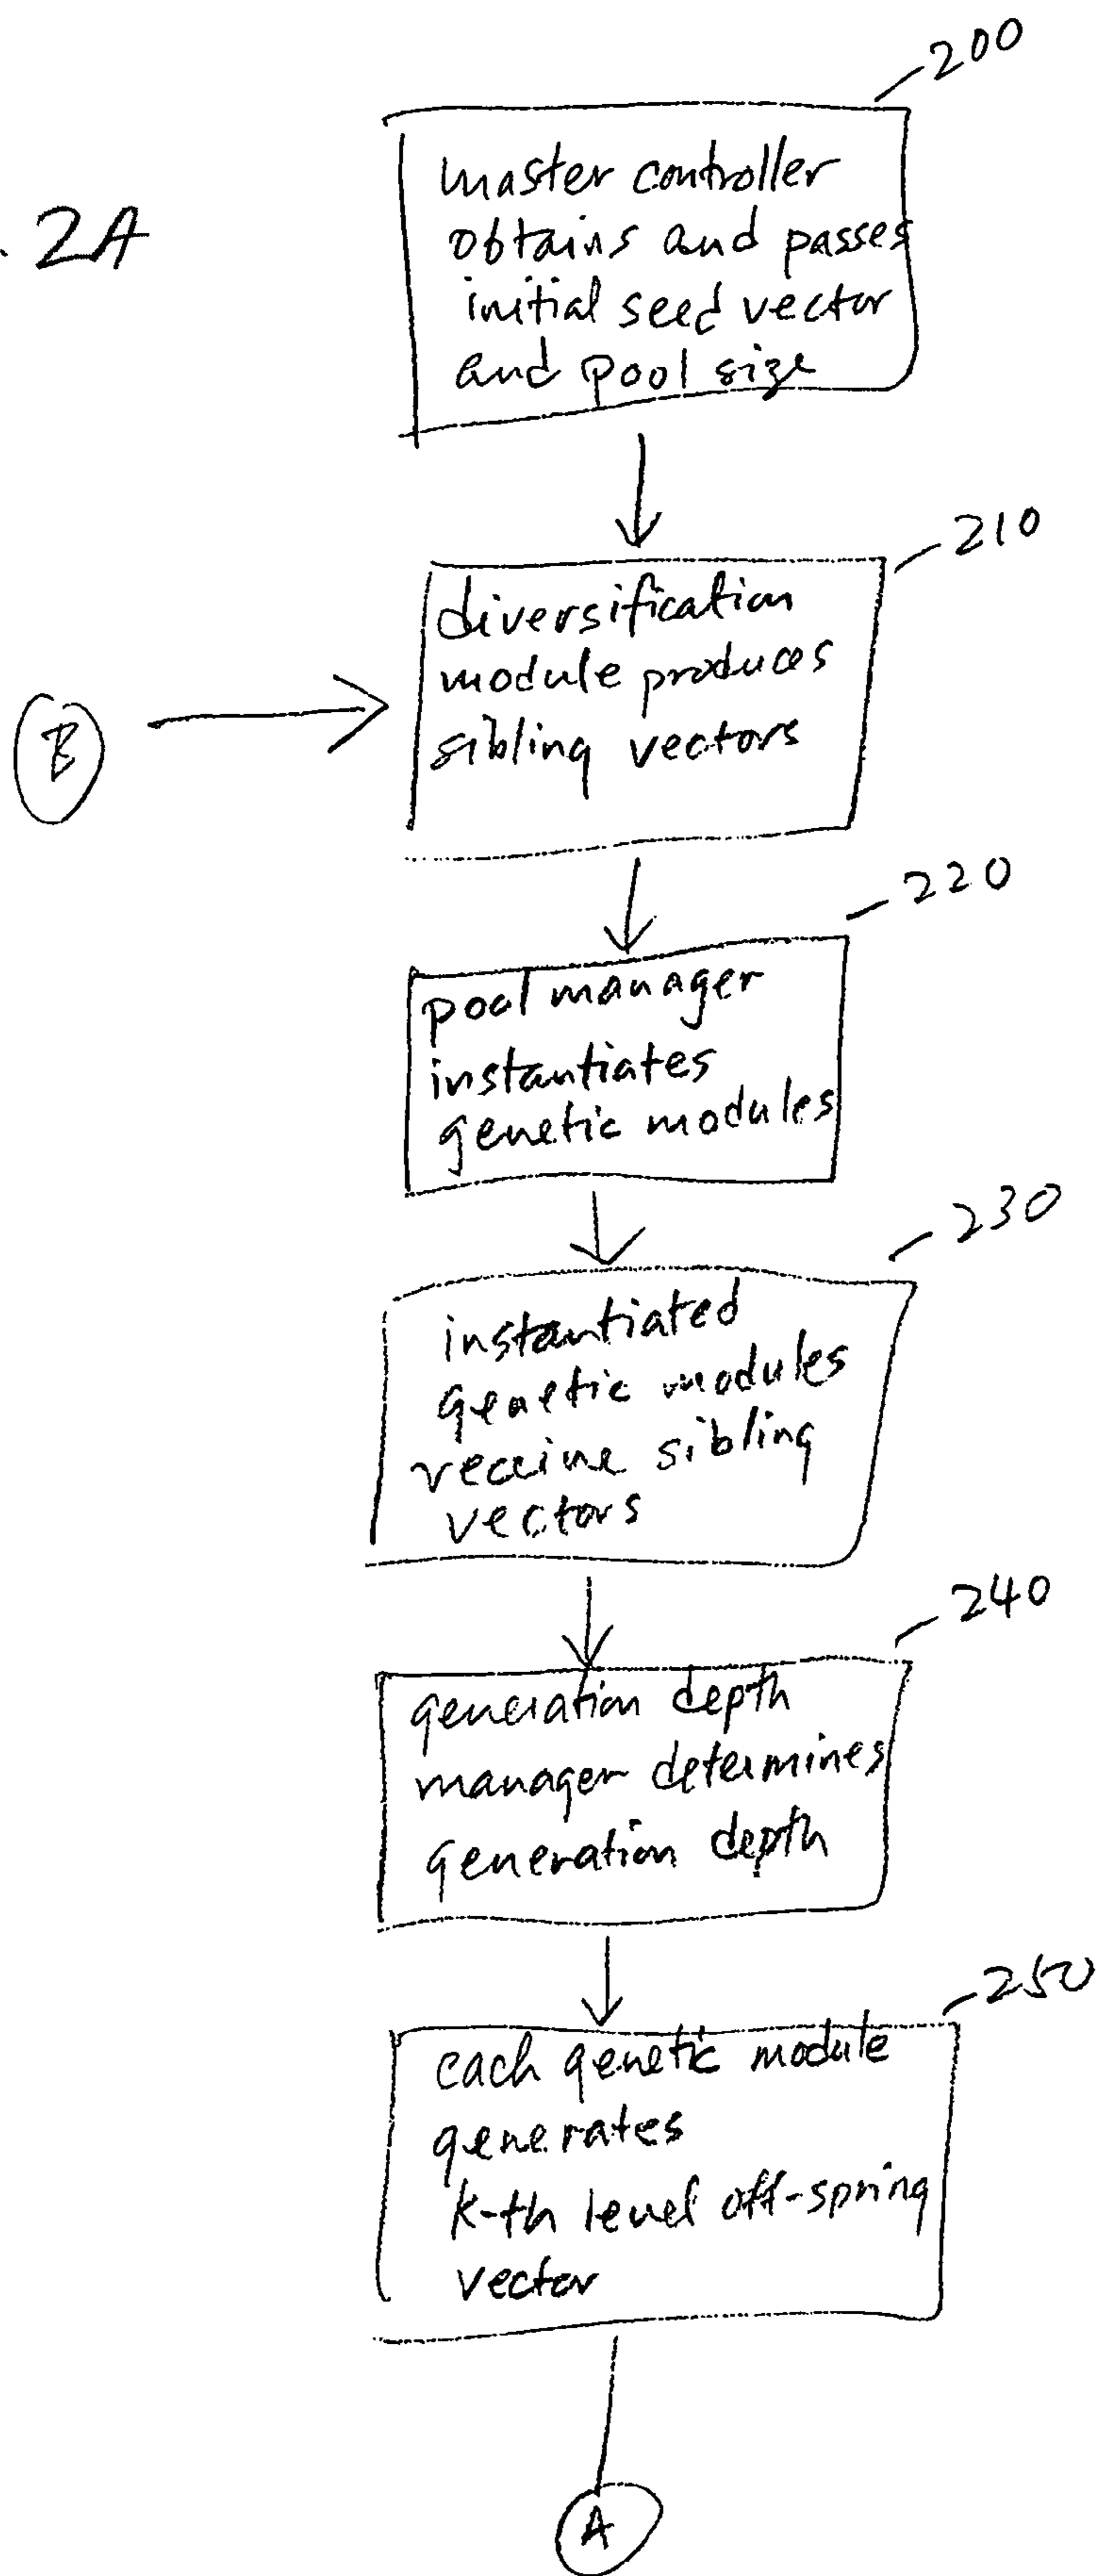 200
master controller
obtains and passes
initial seed vector
and pool size
. 2A
210
diversification
module produces
sibling vectors
B
220
pool manager
instantiates
genetic modules
230
instantiated
genetic modules
receive sibling
vectors
240
generation depth
manager determines
generation depth
250
each genetic module
generates
k-th level off-spring
vector
A